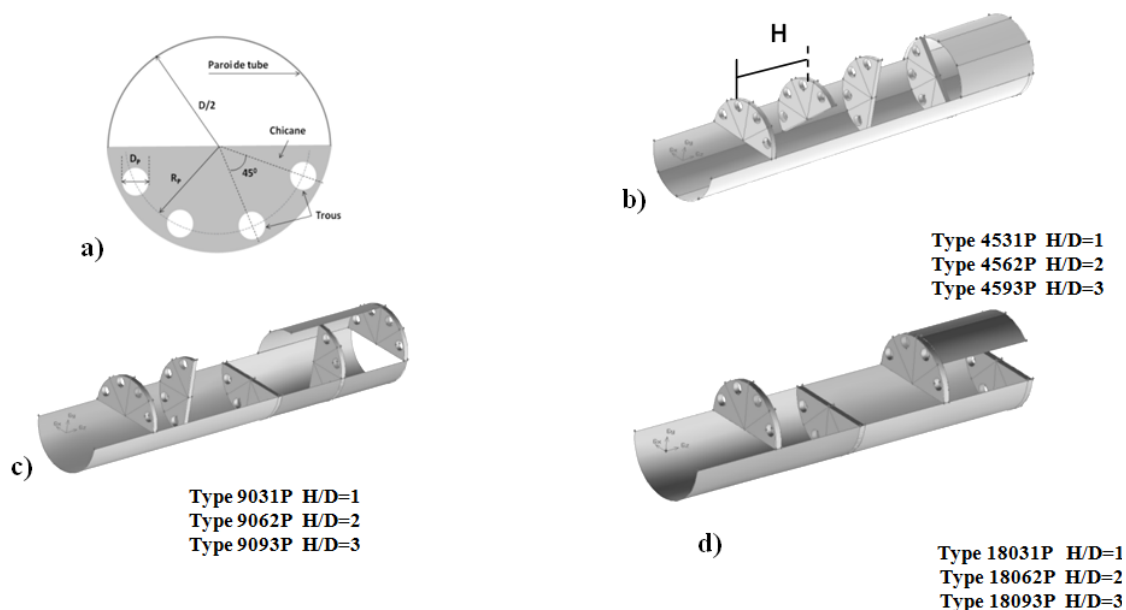 Paroi de tube
D/2
Chicane
D_P
R_P
45⁰
Trous
a)
H
b)
Type 4531P H/D=1
Type 4562P H/D=2
Type 4593P H/D=3
c)
Type 9031P H/D=1
Type 9062P H/D=2
Type 9093P H/D=3
d)
Type 18031P H/D=1
Type 18062P H/D=2
Type 18093P H/D=3